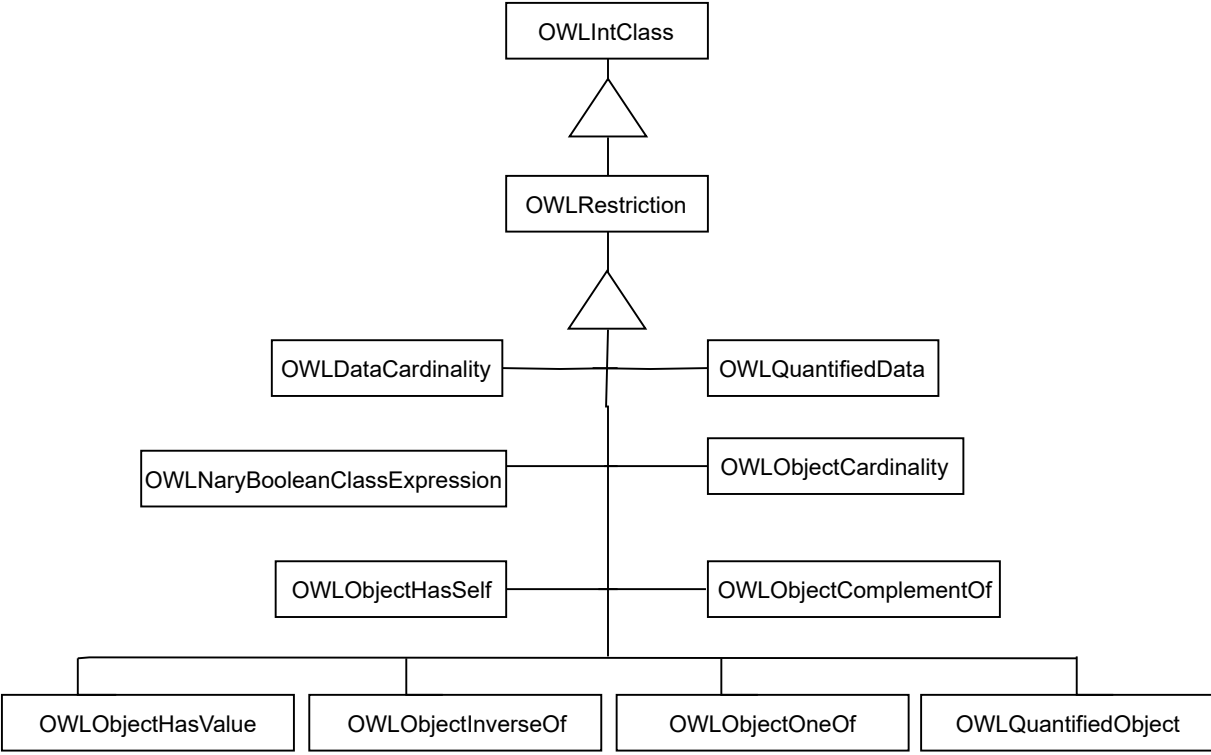 OWLIntClass
OWLRestriction
OWLDataCardinality
OWLQuantifiedData
OWLNaryBooleanClassExpression
OWLObjectCardinality
OWLObjectHasSelf
OWLObjectComplementOf
OWLObjectHasValue
OWLObjectInverseOf
OWLObjectOneOf
OWLQuantifiedObject